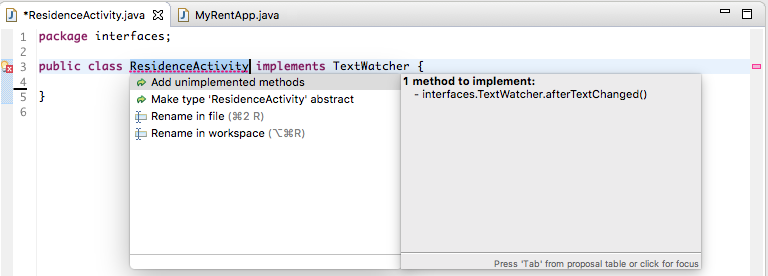 *ResidenceActivity.java
MyRentApp.java
1 package interfaces;
2
3 public class ResidenceActivity implements TextWatcher {
4
5 }
6
Add unimplemented methods
Make type 'ResidenceActivity' abstract
Rename in file (⌘2 R)
Rename in workspace (⌥⌘R)
1 method to implement:
- interfaces.TextWatcher.afterTextChanged()
Press 'Tab' from proposal table or click for focus